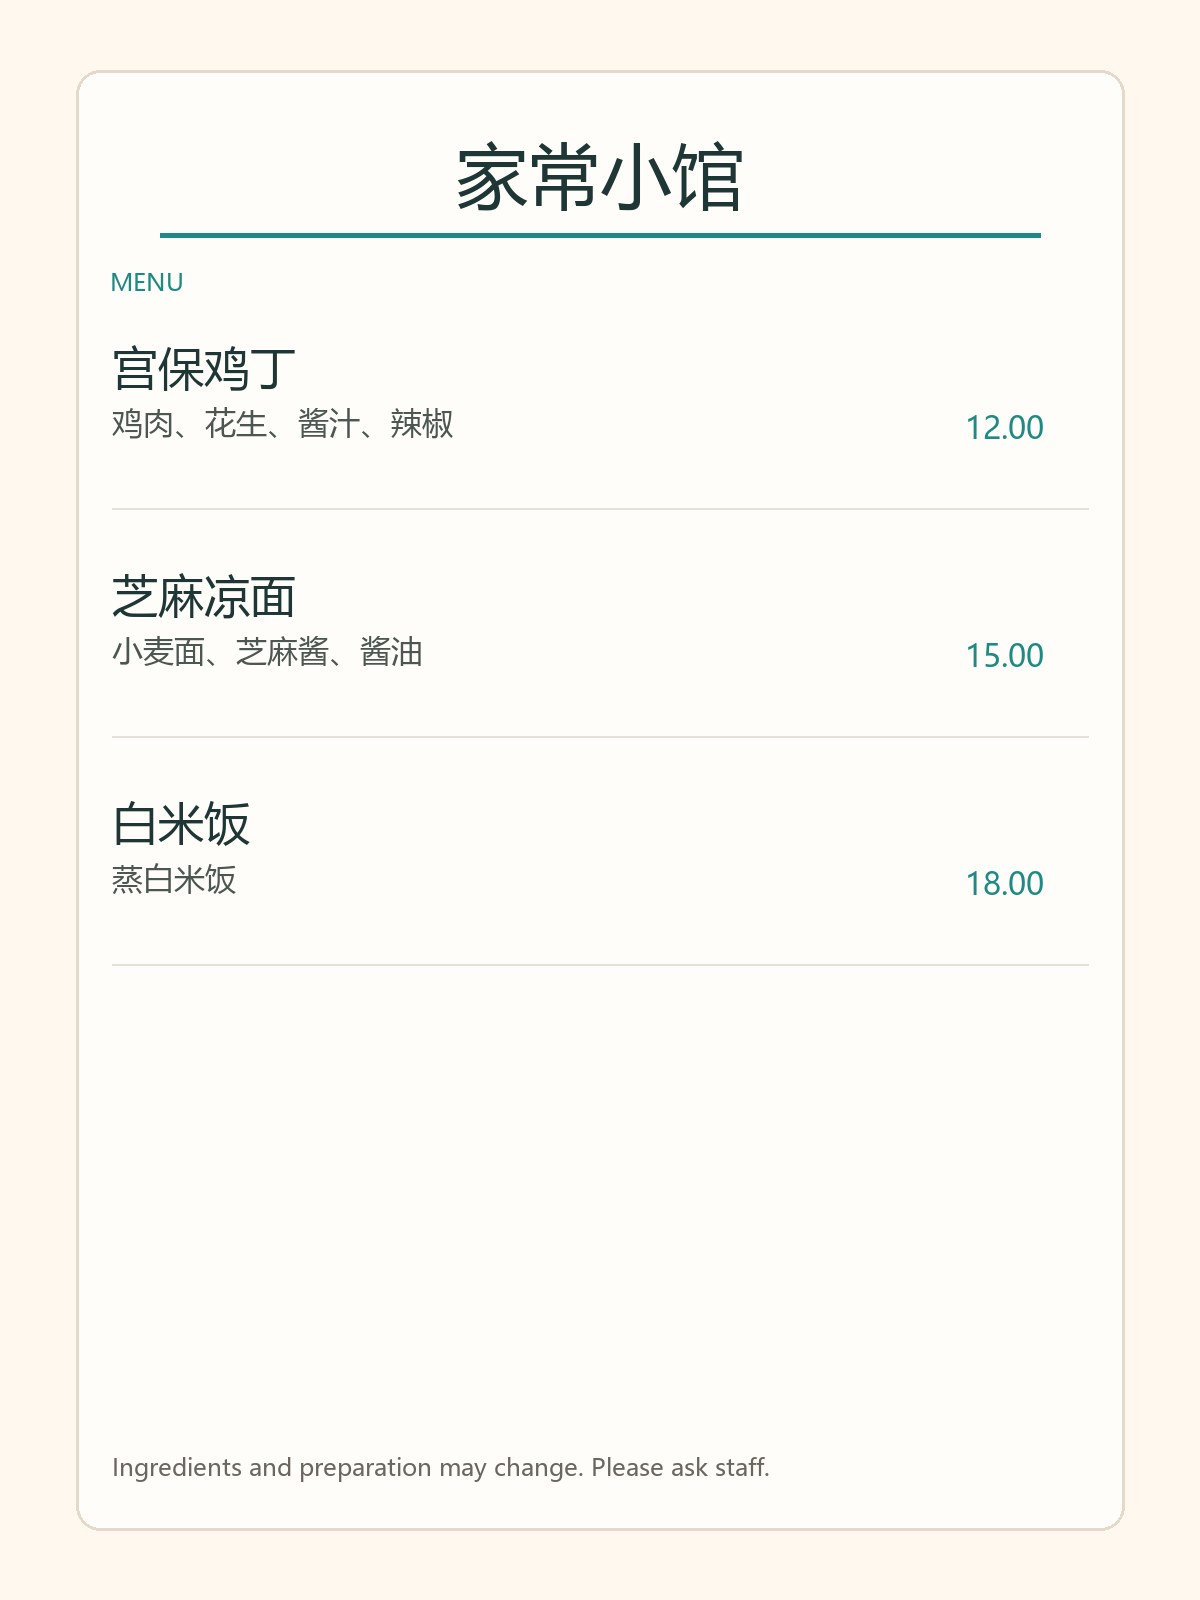 家常小馆
MENU
宫保鸡丁
鸡肉、花生、酱汁、辣椒
12.00
芝麻凉面
小麦面、芝麻酱、酱油
15.00
白米饭
蒸白米饭
18.00
Ingredients and preparation may change. Please ask staff.